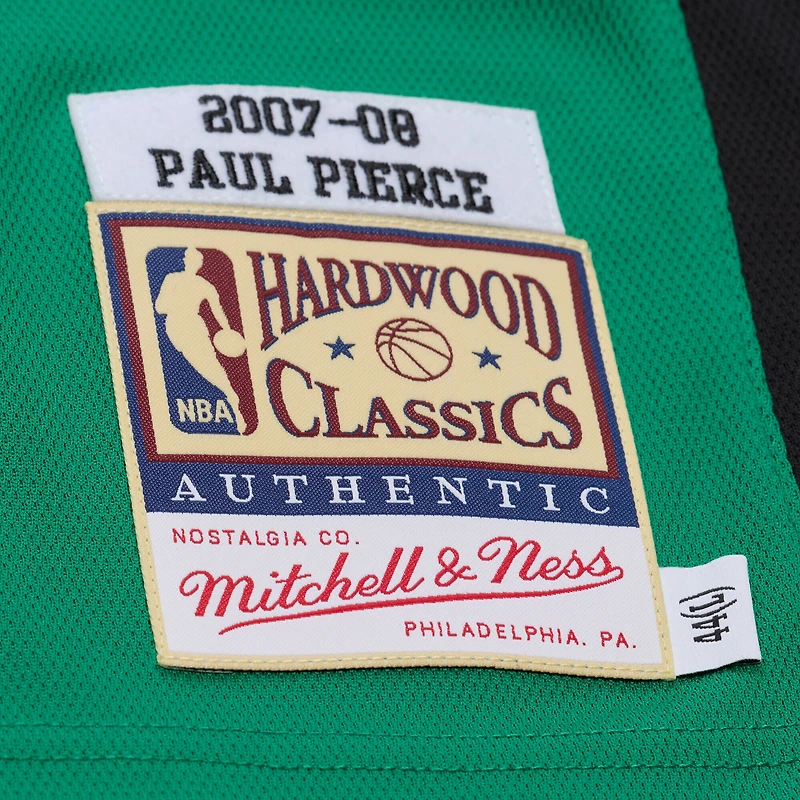 2007-08
PAUL PIERCE
HARDWOOD
CLASSICS
NBA
AUTHENTIC
NOSTALGIA CO.
Mitchell & Ness
PHILADELPHIA. PA.
44